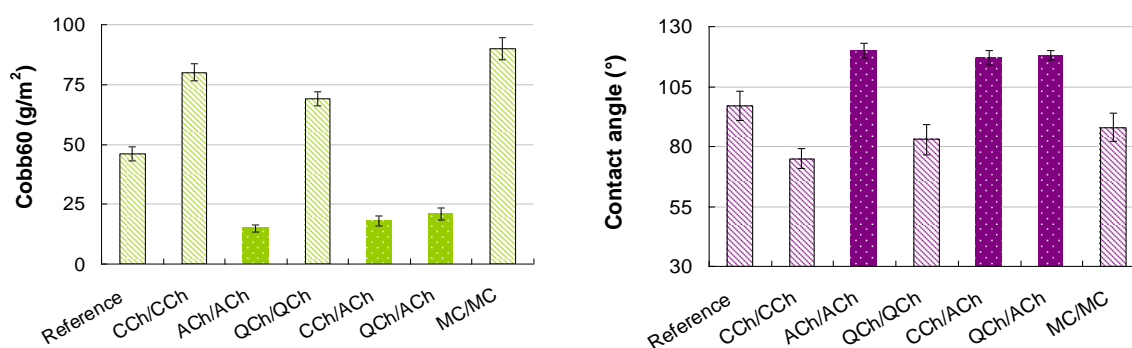 Cobb60 (g/m²)
100
75
50
25
0
Reference
CCh/CCh
ACh/ACh
QCh/QCh
CCh/ACh
QCh/ACh
MC/MC
Contact angle (°)
130
105
80
55
30
Reference
CCh/CCh
ACh/ACh
QCh/QCh
CCh/ACh
QCh/ACh
MC/MC